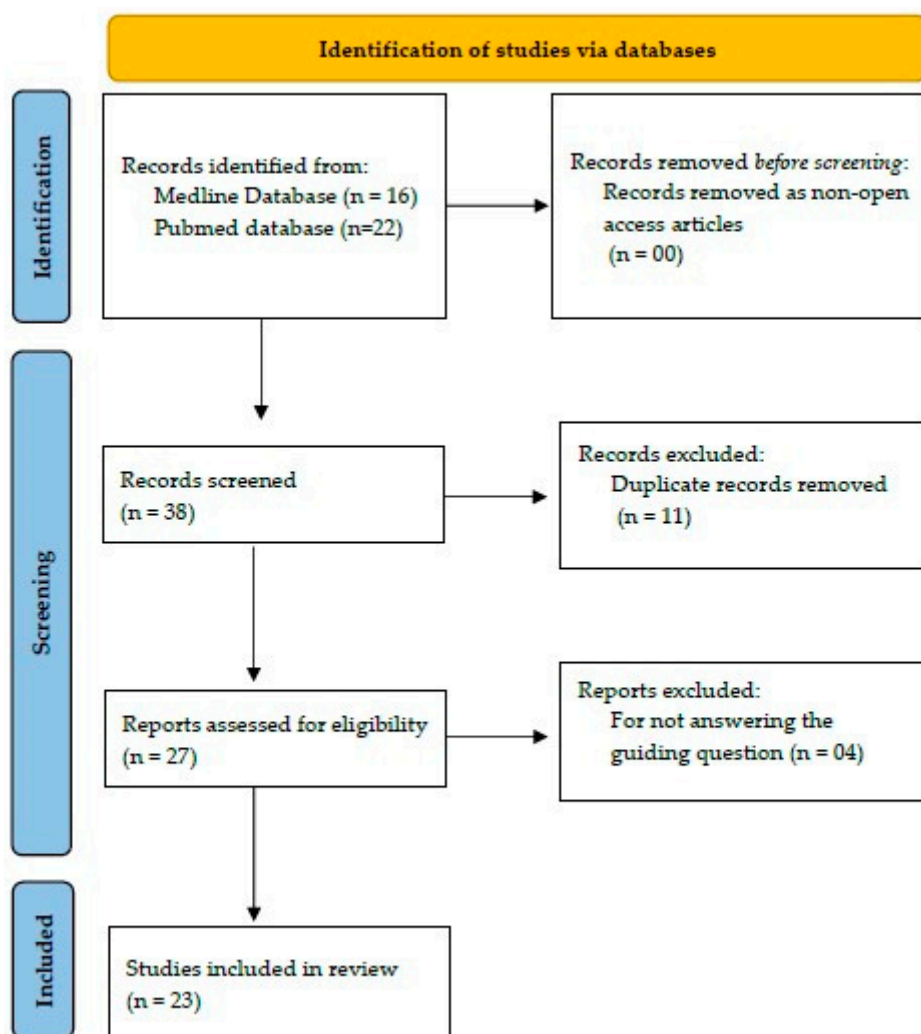 Identification of studies via databases
Identification
Records identified from:
Medline Database (n = 16)
Pubmed database (n=22)
Records removed before screening:
Records removed as non-open
access articles
(n = 00)
Screening
Records screened
(n = 38)
Records excluded:
Duplicate records removed
(n = 11)
Reports assessed for eligibility
(n = 27)
Reports excluded:
For not answering the
guiding question (n = 04)
Included
Studies included in review
(n = 23)